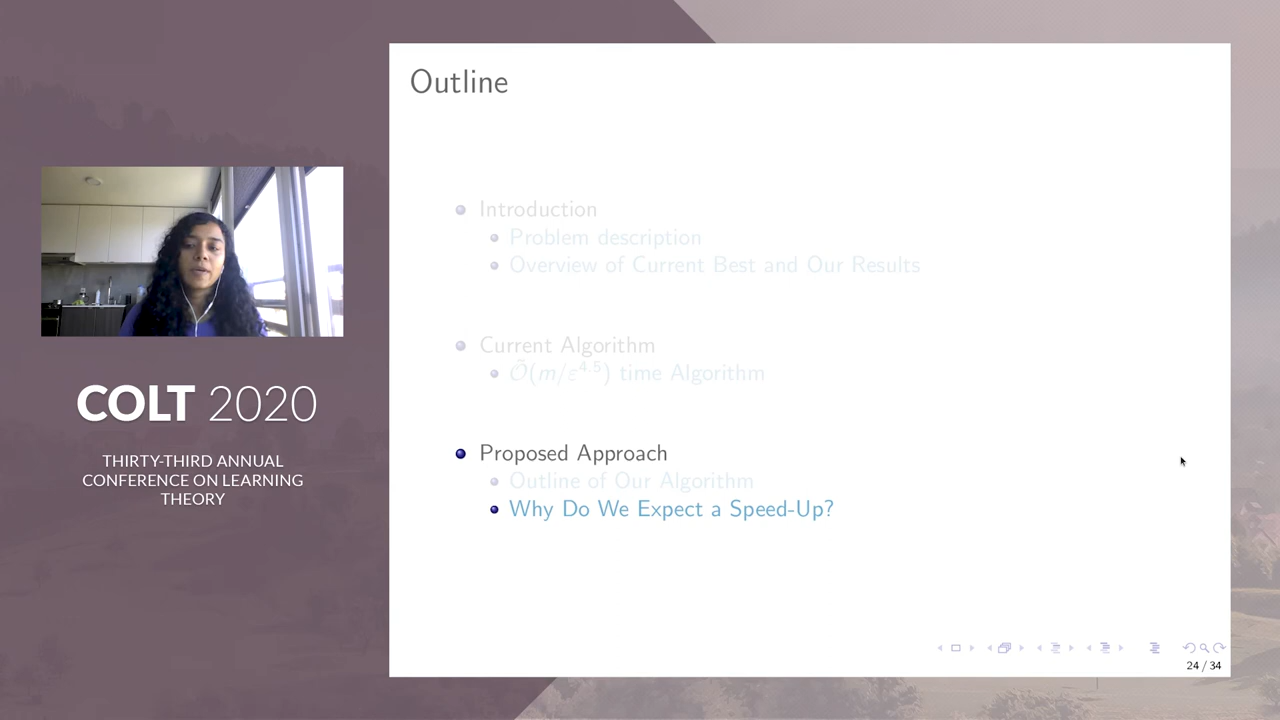 Outline
Introduction
Problem description
Overview of Current Best and Our Results
Current Algorithm
Õ(m/ε^4.5) time Algorithm
Proposed Approach
Outline of Our Algorithm
Why Do We Expect a Speed-Up?
24 / 34
COLT 2020
THIRTY-THIRD ANNUAL
CONFERENCE ON LEARNING
THEORY